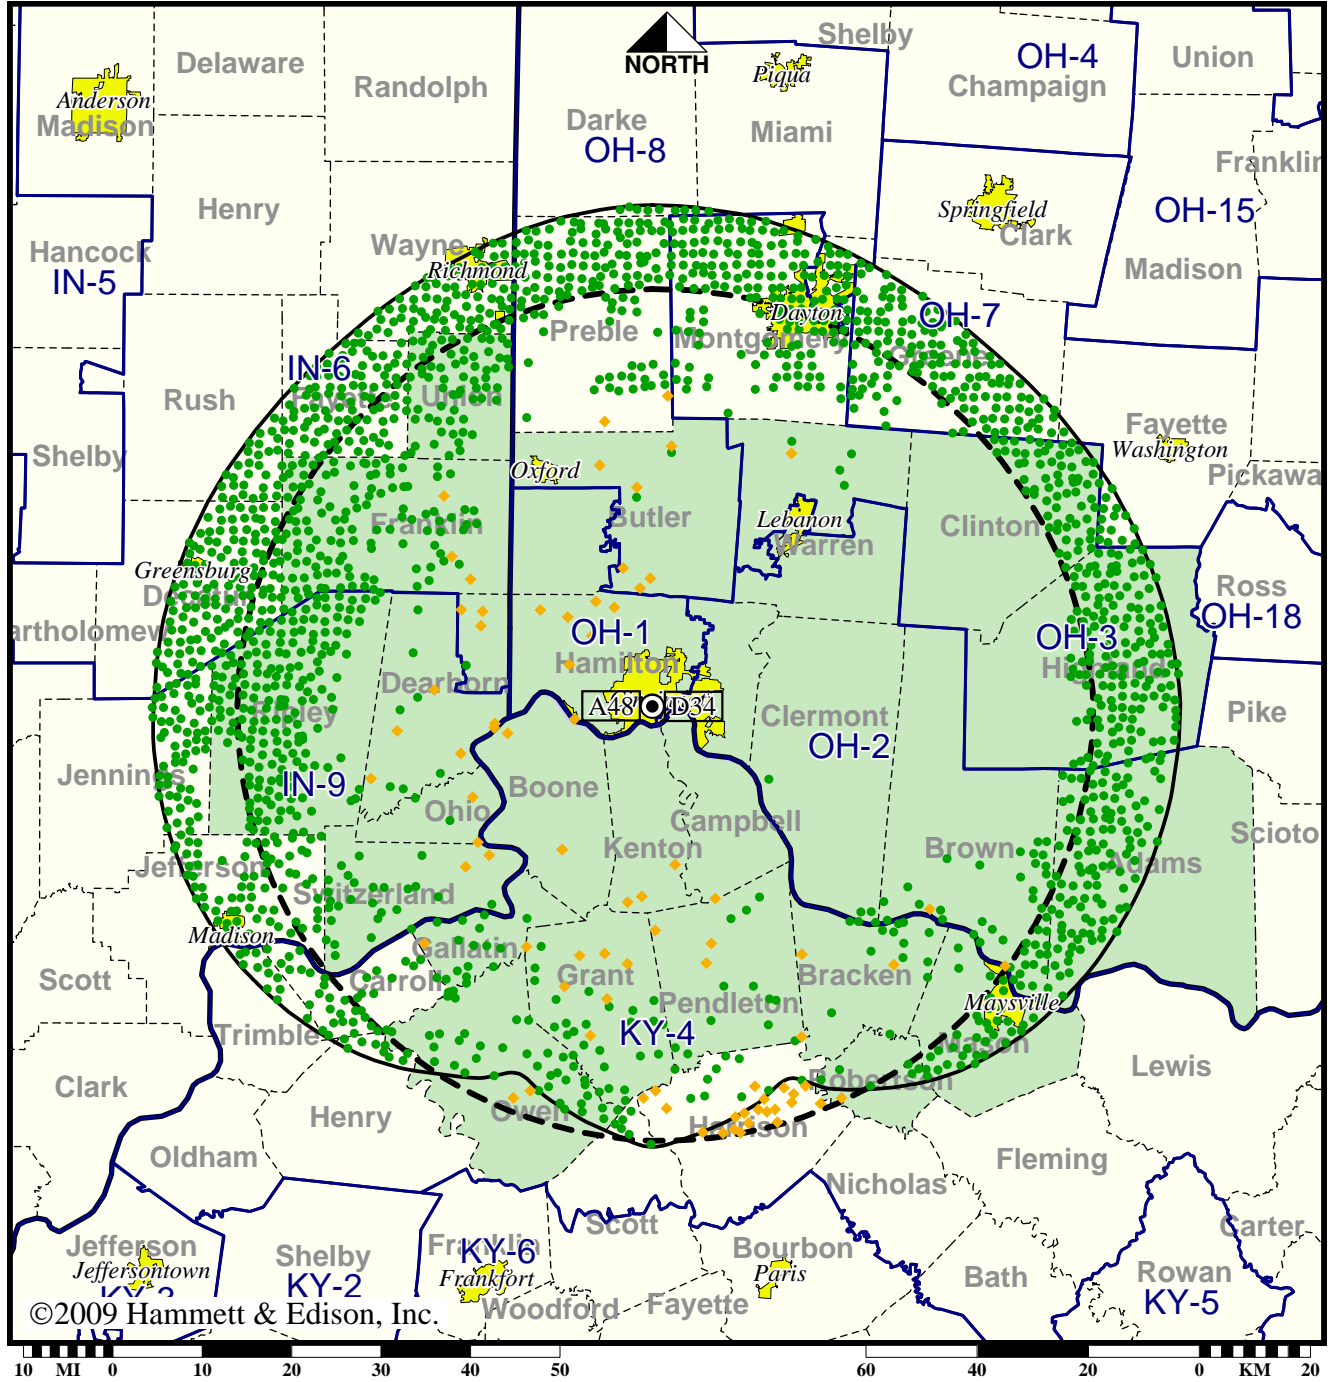 Shelby
OH-4
Union
Delaware
NORTH
Piqua
Randolph
Champaign
Anderson
Madison
Darke
Miami
OH-8
Franklin
Henry
Springfield
OH-15
Clark
Wayne
Hancock
IN-5
Richmond
Madison
Dayton
OH-7
Preble
Montgomery
Greene
IN-6
Rush
Fayette
Union
Fayette
Washington
Shelby
Oxford
Pickawa
Franklin
Butler
Lebanon
Warren
Clinton
Greensburg
Decatur
Ross
OH-18
artholomew
OH-1
OH-3
Hamilton
Highland
Dearborn
A48
D34
Ripley
Clermont
OH-2
Pike
Jennings
IN-9
Boone
Ohio
Campbell
Scioto
Kenton
Brown
Jefferson
Adams
Switzerland
Madison
Gallatin
Scott
Carroll
Grant
Bracken
Pendleton
Maysville
Trimble
KY-4
Mason
Lewis
Clark
Robertson
Henry
Owen
Harrison
Oldham
Fleming
Nicholas
Scott
Carter
Jefferson
Franklin
KY-6
Bourbon
Shelby
Jeffersontown
Frankfort
Paris
Bath
Rowan
KY-3
KY-2
KY-5
©2009 Hammett & Edison, Inc.
Woodford
Fayette
10 MI 0 10 20 30 40 50 60 40 20 0 KM 20